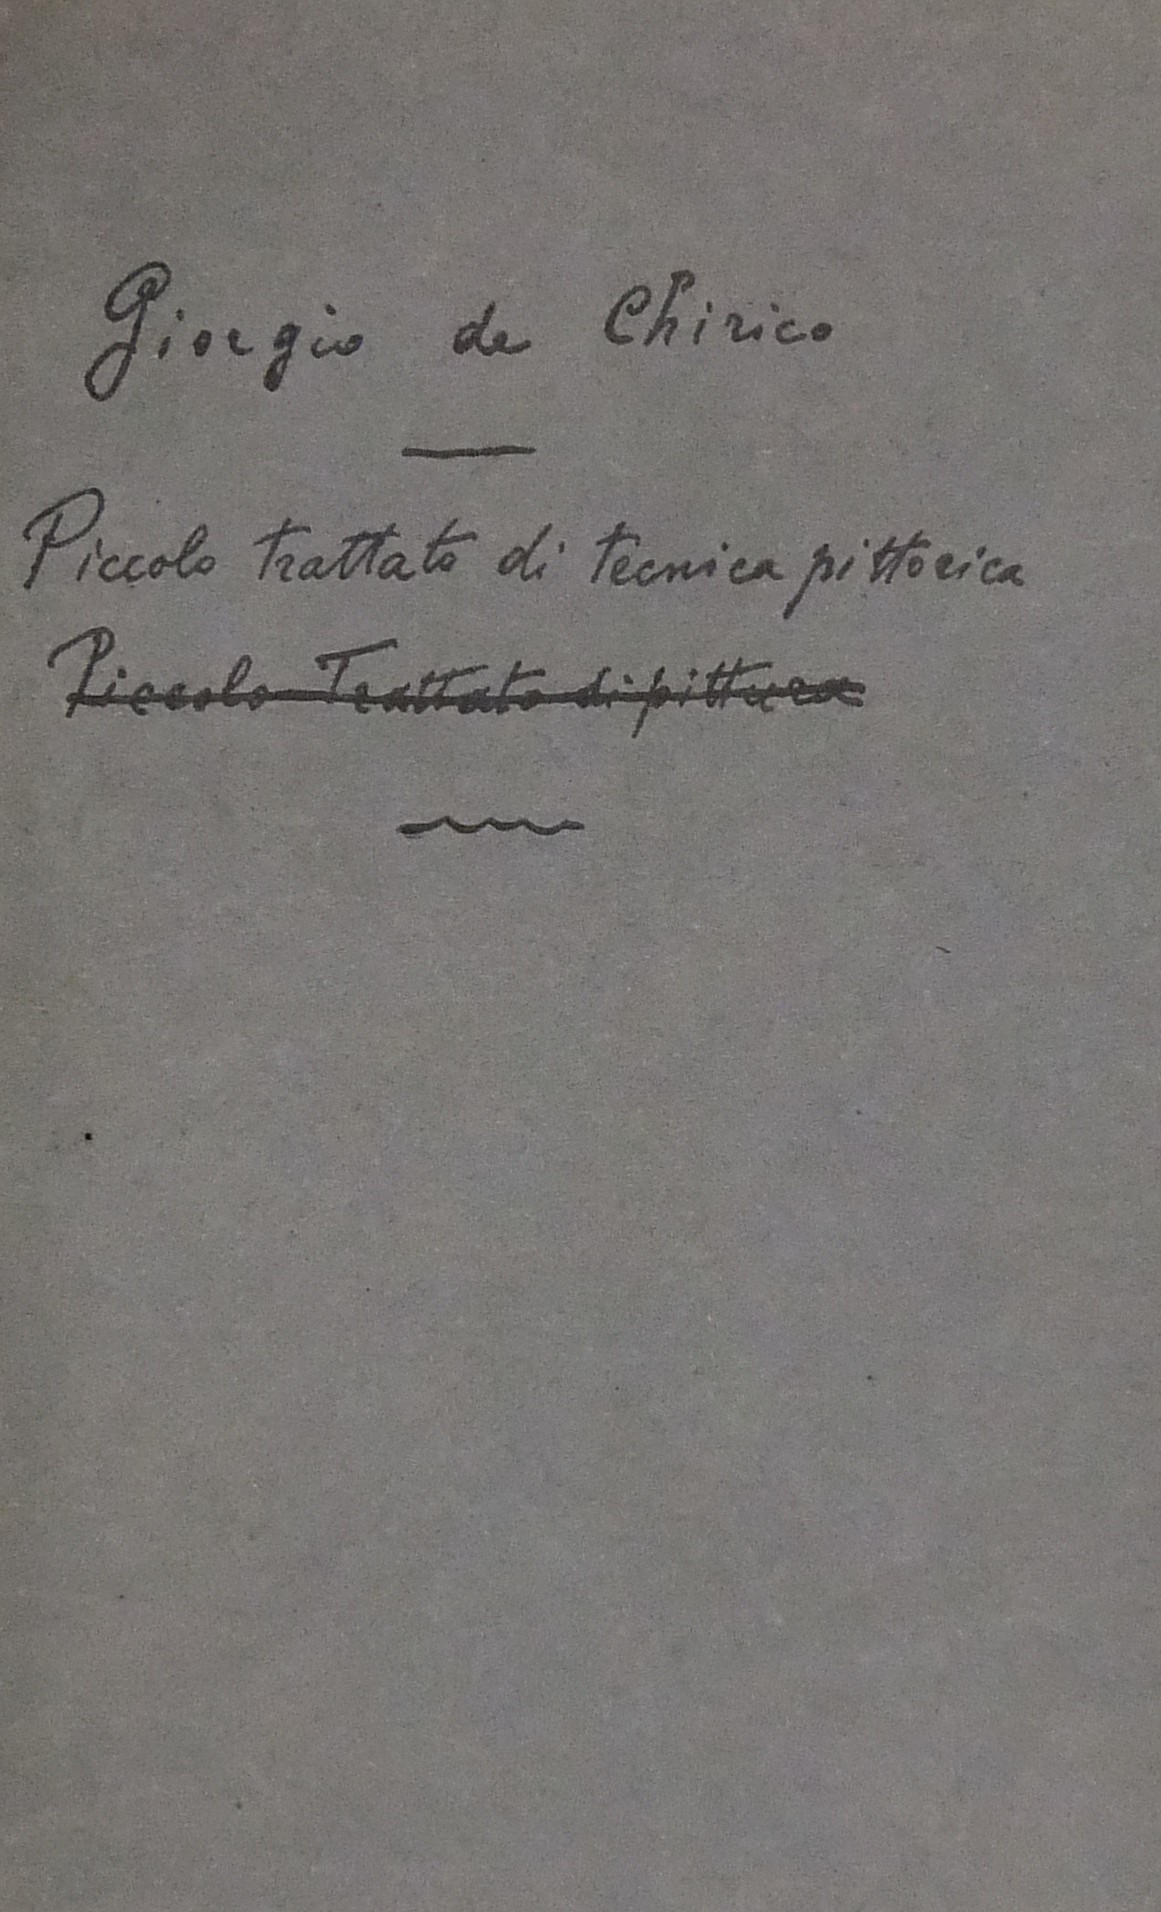 Giorgio de Chirico
Piccolo trattato di tecnica pittorica
Piccolo Trattato di pittura